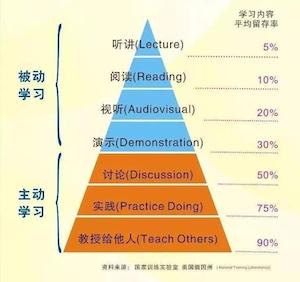 学习内容
平均留存率
听讲(Lecture) 5%
阅读(Reading) 10%
被动
学习
视听(Audiovisual) 20%
演示(Demonstration) 30%
讨论(Discussion) 50%
主动
学习
实践(Practice Doing) 75%
教授给他人(Teach Others) 90%
资料来源：国家训练实验室 美国缅因洲 (National Training Laboratories)